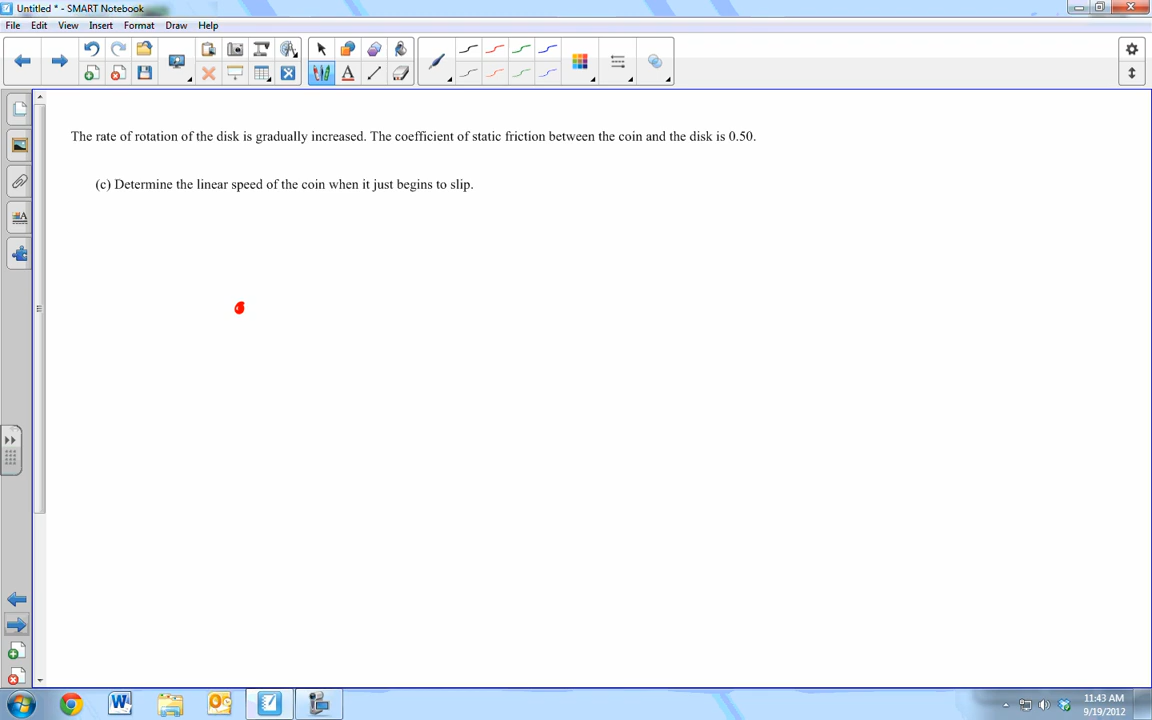 Untitled * - SMART Notebook
File Edit View Insert Format Draw Help
The rate of rotation of the disk is gradually increased. The coefficient of static friction between the coin and the disk is 0.50.
(c) Determine the linear speed of the coin when it just begins to slip.
11:43 AM
9/19/2012